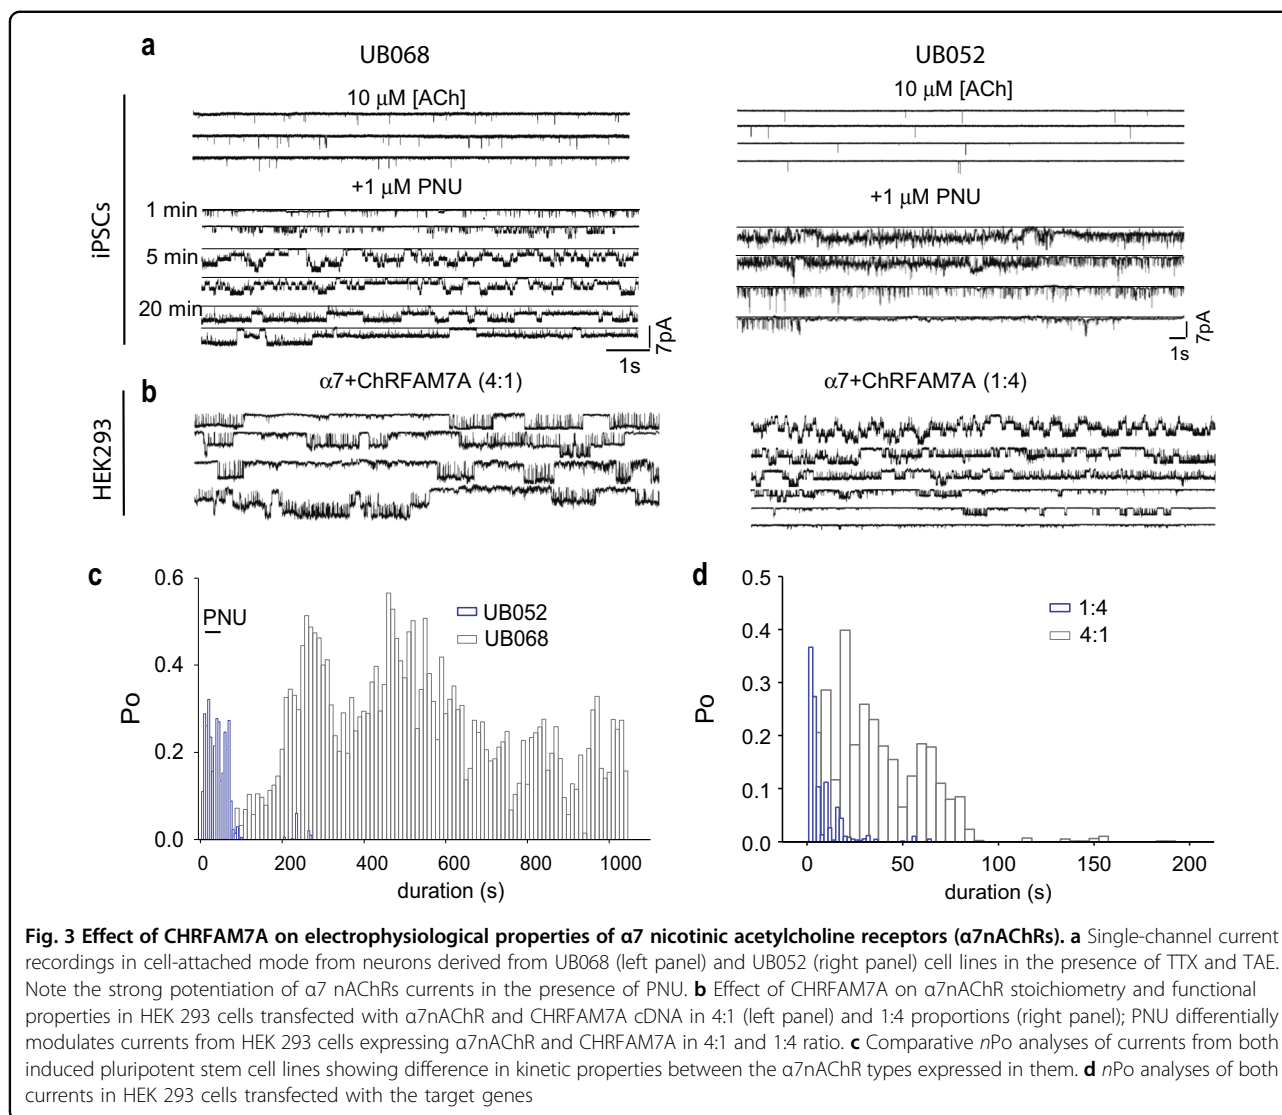 a
UB068
UB052
10 μM [ACh]
10 μM [ACh]
+1 μM PNU
+1 μM PNU
iPSCs
1 min
5 min
20 min
7pA
1s
7pA
1s
b
α7+ChRFAM7A (4:1)
α7+ChRFAM7A (1:4)
HEK293
c
0.6
0.4
0.2
0.0
Po
PNU
UB052
UB068
0 200 400 600 800 1000
duration (s)
d
0.5
0.4
0.3
0.2
0.1
0.0
Po
1:4
4:1
0 50 100 150 200
duration (s)
Fig. 3 Effect of CHRFAM7A on electrophysiological properties of α7 nicotinic acetylcholine receptors (α7nAChRs). a Single-channel current
recordings in cell-attached mode from neurons derived from UB068 (left panel) and UB052 (right panel) cell lines in the presence of TTX and TAE.
Note the strong potentiation of α7 nAChRs currents in the presence of PNU. b Effect of CHRFAM7A on α7nAChR stoichiometry and functional
properties in HEK 293 cells transfected with α7nAChR and CHRFAM7A cDNA in 4:1 (left panel) and 1:4 proportions (right panel); PNU differentially
modulates currents from HEK 293 cells expressing α7nAChR and CHRFAM7A in 4:1 and 1:4 ratio. c Comparative nPo analyses of currents from both
induced pluripotent stem cell lines showing difference in kinetic properties between the α7nAChR types expressed in them. d nPo analyses of both
currents in HEK 293 cells transfected with the target genes